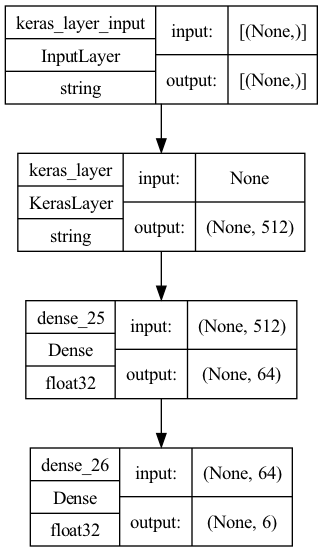 keras_layer_input
InputLayer
string
input:
[(None,)]
output:
[(None,)]
keras_layer
KerasLayer
string
input:
None
output:
(None, 512)
dense_25
Dense
float32
input:
(None, 512)
output:
(None, 64)
dense_26
Dense
float32
input:
(None, 64)
output:
(None, 6)